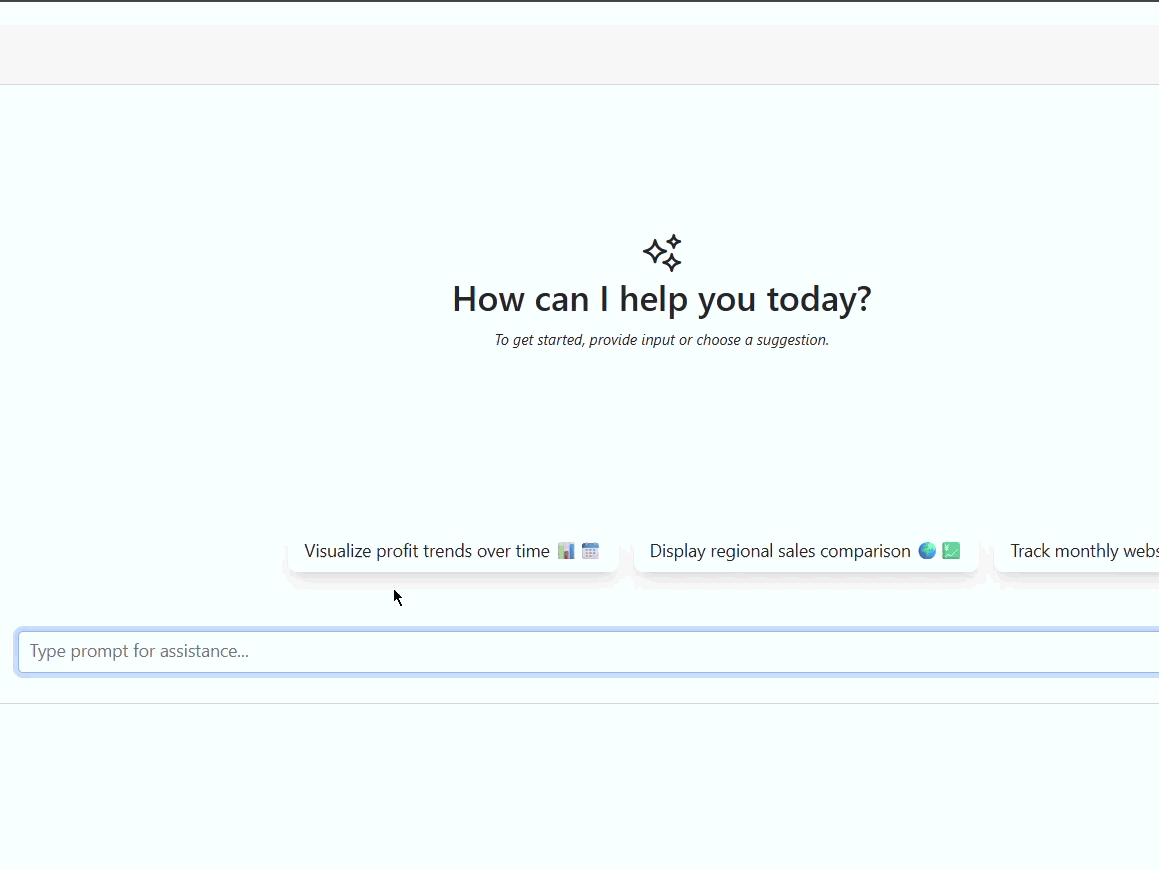 How can I help you today?
To get started, provide input or choose a suggestion.
Visualize profit trends over time 📊 📅
Display regional sales comparison 🌍 💹
Track monthly webs
Type prompt for assistance...